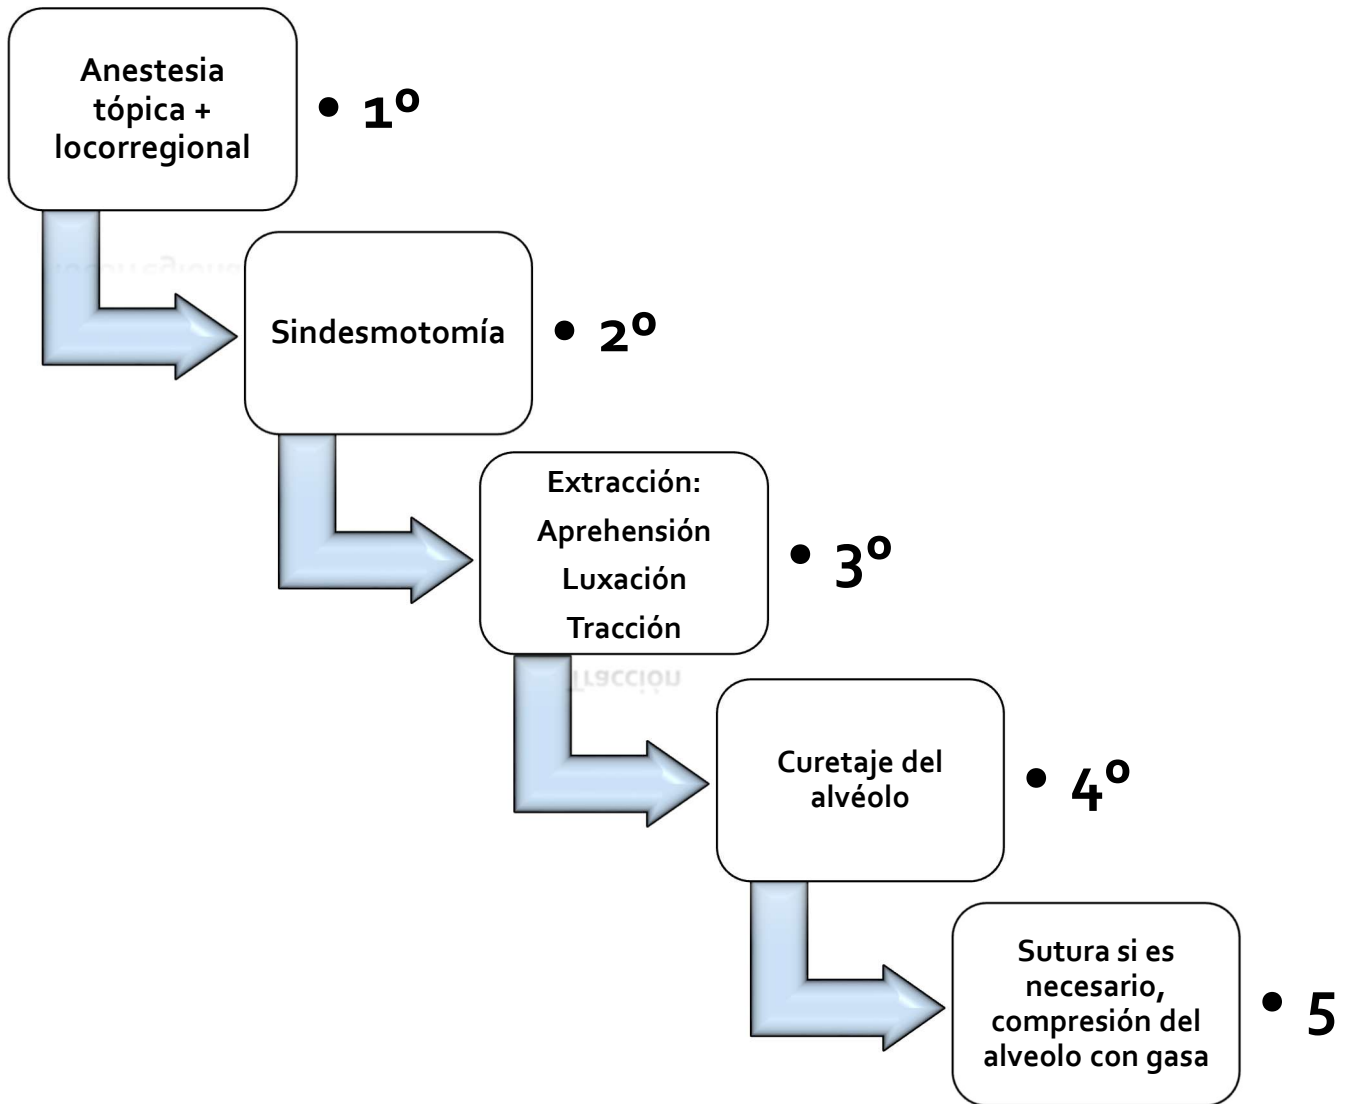 Anestesia
tópica +
locorregional
• 1º
Sindesmotomía
• 2º
Extracción:
Aprehensión
Luxación
Tracción
• 3º
Curetaje del
alvéolo
• 4º
Sutura si es
necesario,
compresión del
alveolo con gasa
• 5